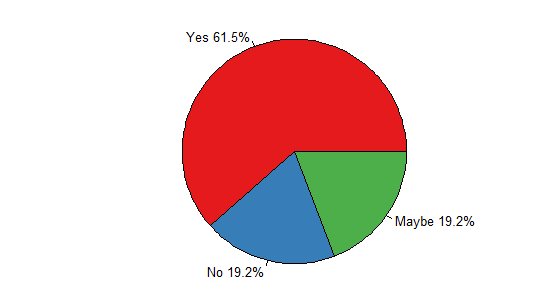 Yes 61.5%
Maybe 19.2%
No 19.2%